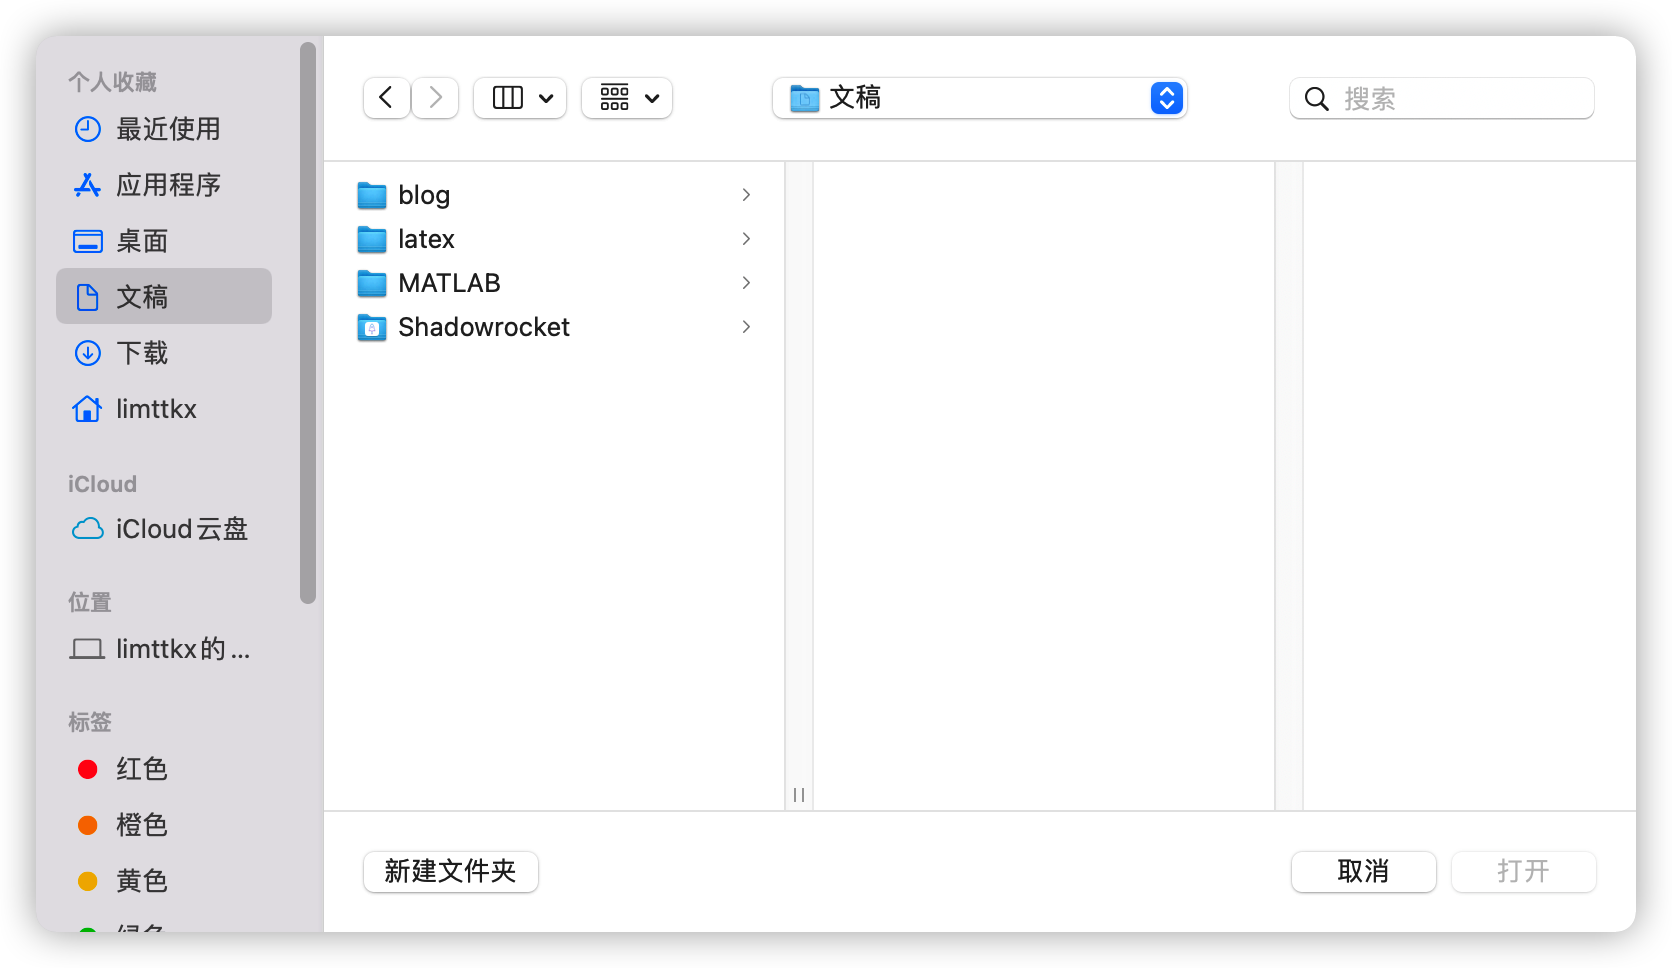 个人收藏
最近使用
应用程序
桌面
文稿
下载
limttkx
iCloud
iCloud云盘
位置
limttkx的...
标签
红色
橙色
黄色
绿色
文稿
搜索
blog
latex
MATLAB
Shadowrocket
新建文件夹
取消
打开